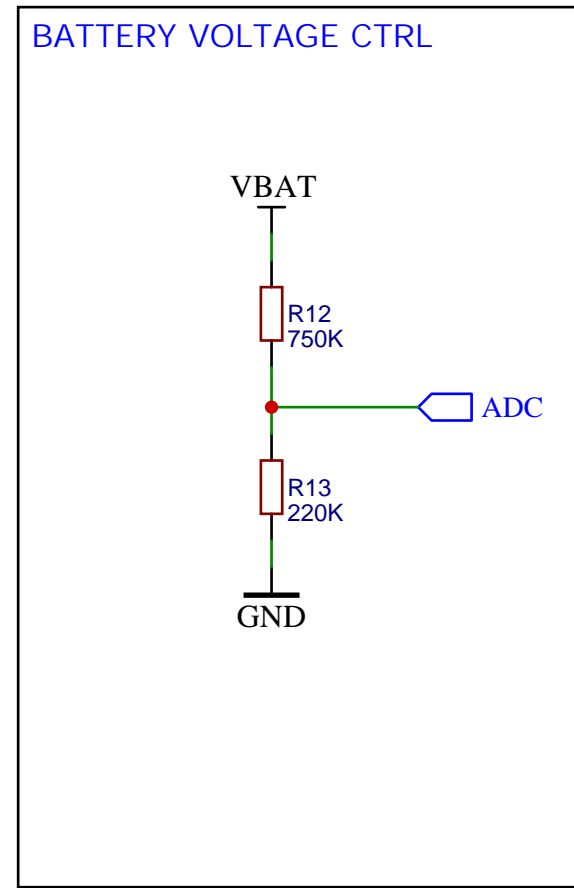 BATTERY VOLTAGE CTRL
VBAT
R12
750K
ADC
R13
220K
GND